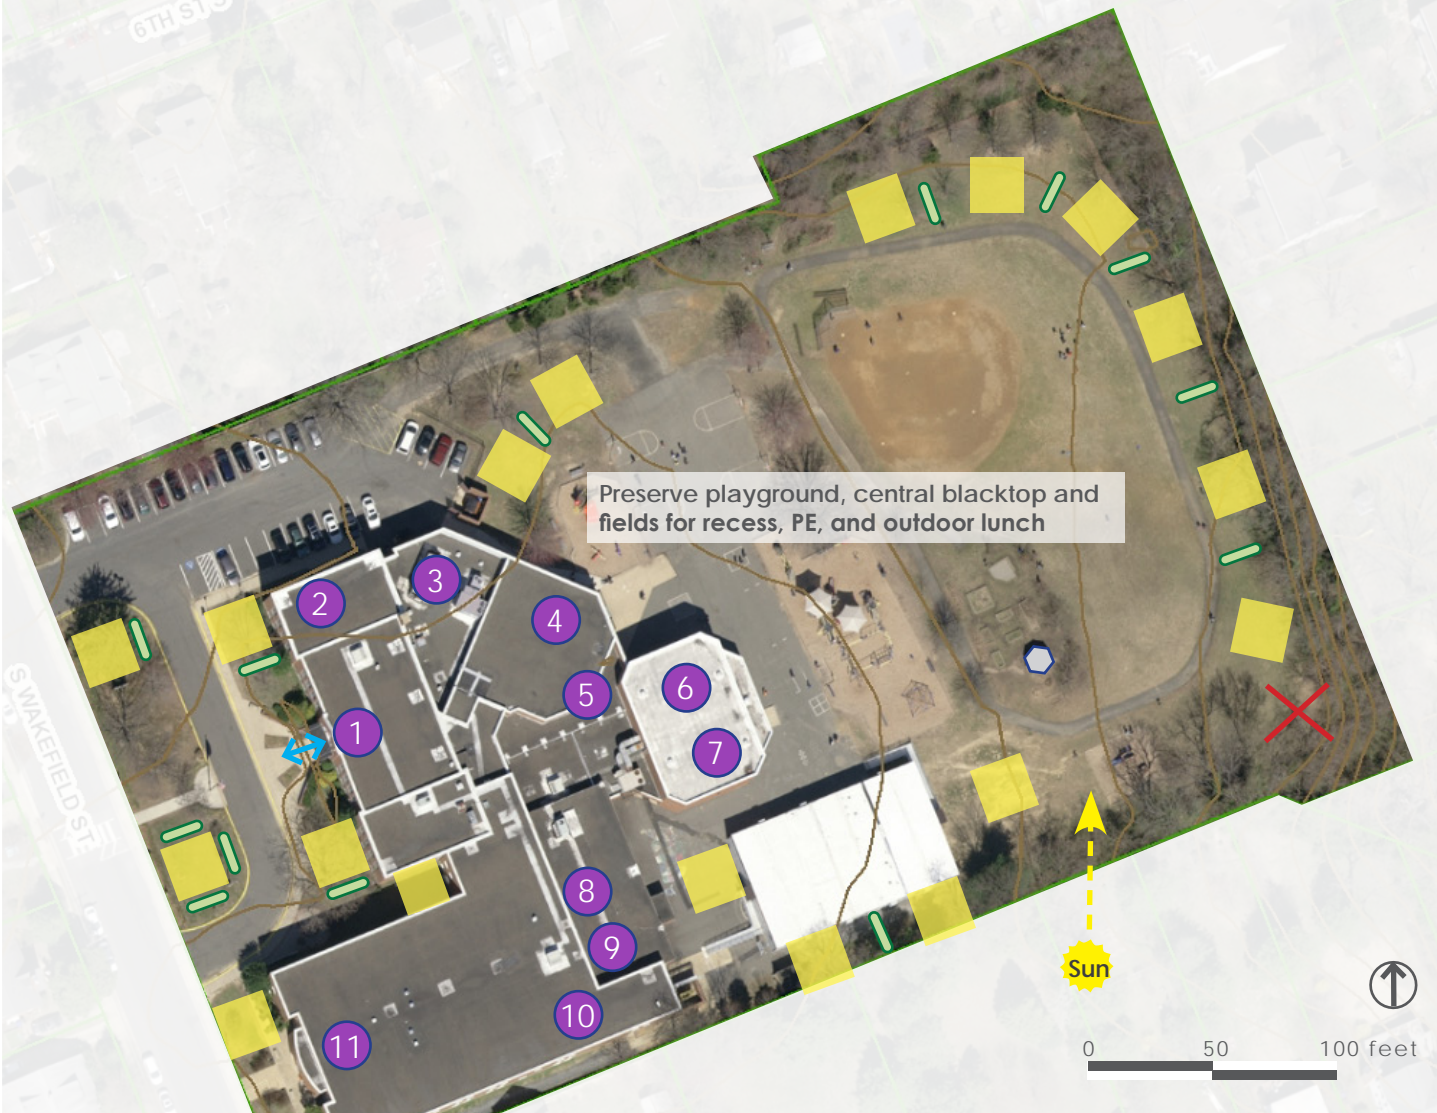 6TH ST S
Preserve playground, central blacktop and
fields for recess, PE, and outdoor lunch
3
2
4
5
6
1
7
S WAKEFIELD ST
8
9
Sun
10
11
0 50 100 feet